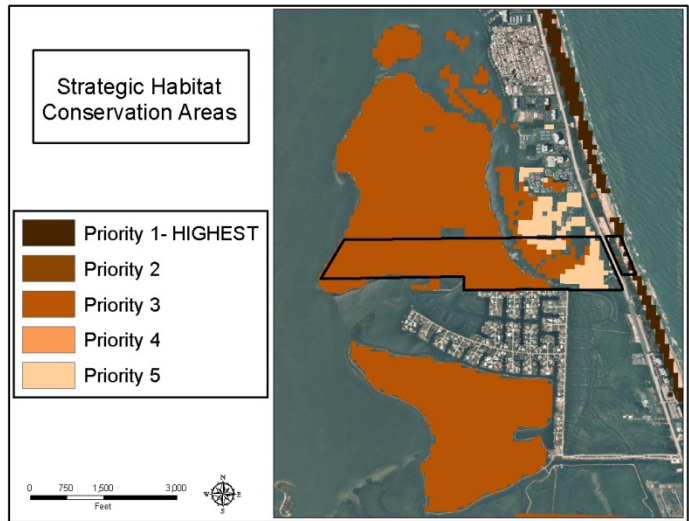 Strategic Habitat
Conservation Areas
Priority 1- HIGHEST
Priority 2
Priority 3
Priority 4
Priority 5
0 750 1,500 3,000
Feet
N
W E
S